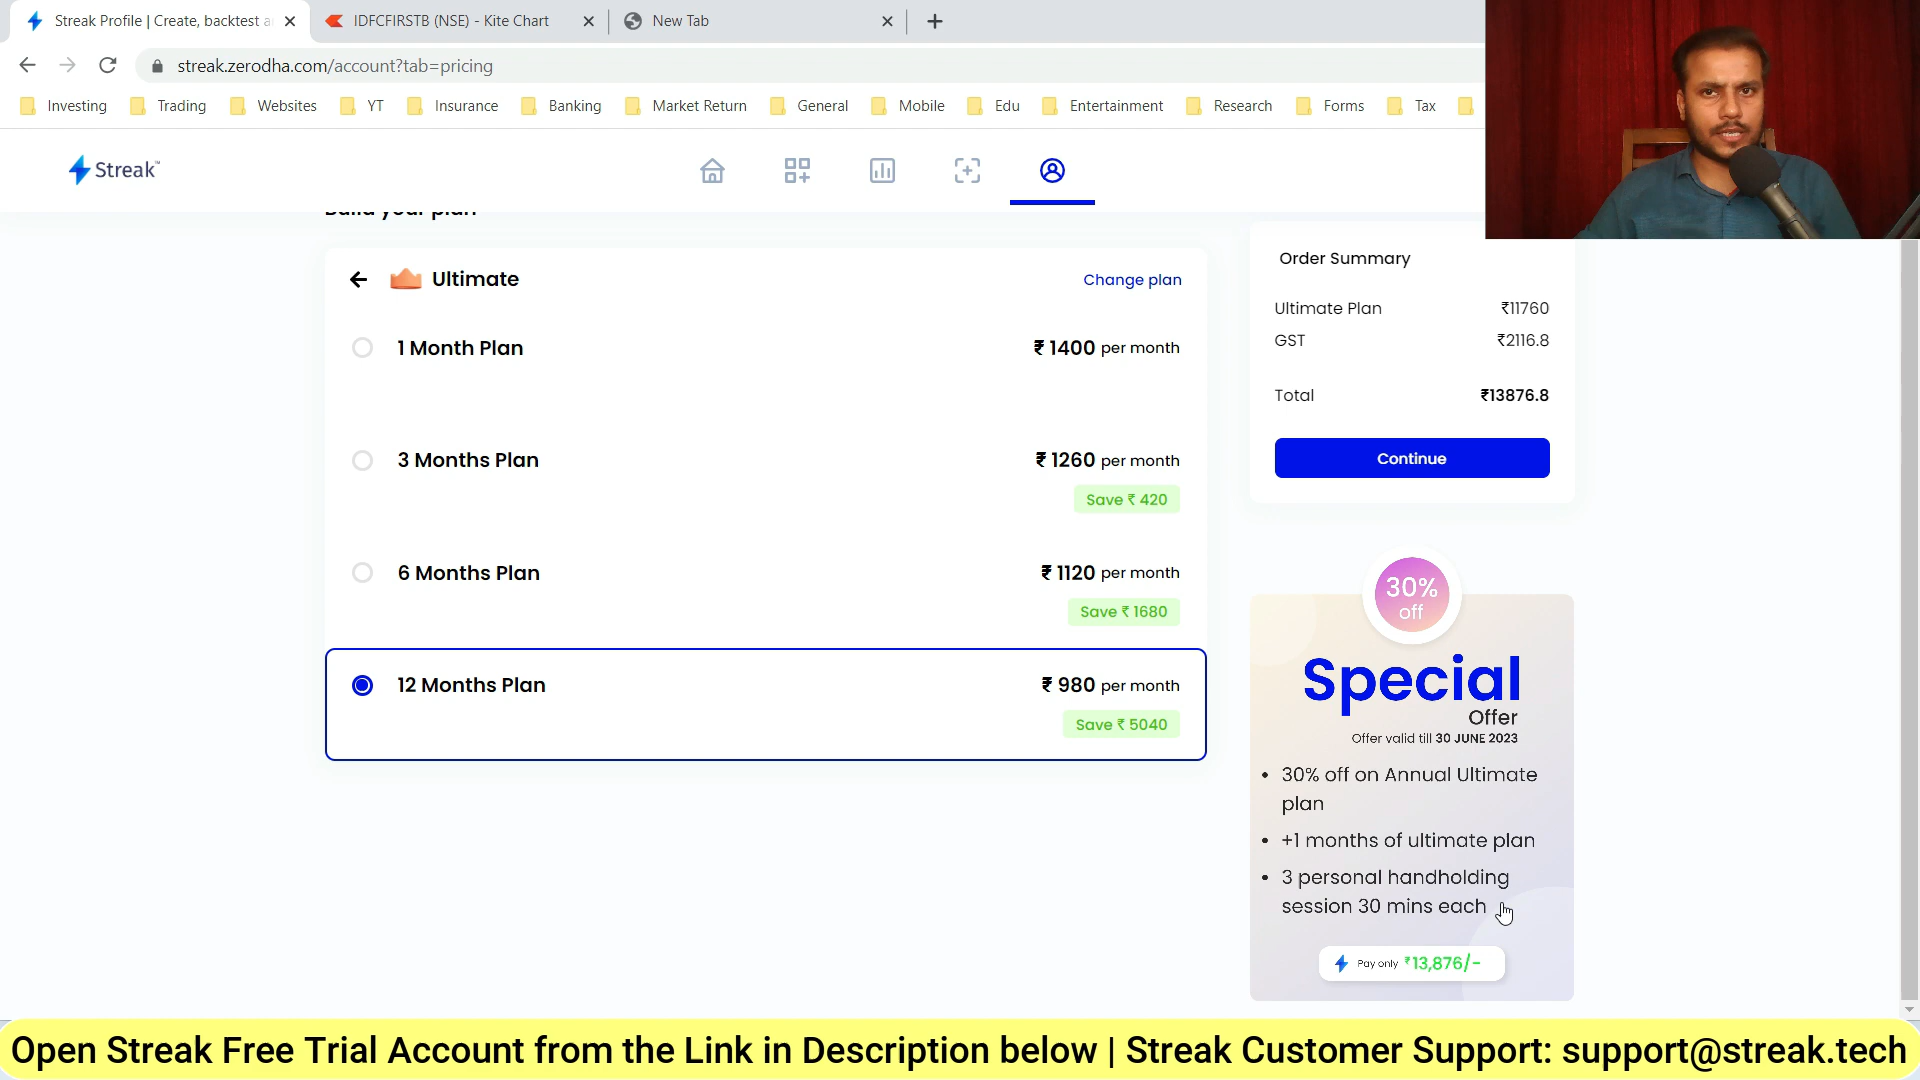 Streak Profile | Create, backtest a
IDFCFIRSTB (NSE) - Kite Chart
New Tab
streak.zerodha.com/account?tab=pricing
Investing
Trading
Websites
YT
Insurance
Banking
Market Return
General
Mobile
Edu
Entertainment
Research
Forms
Tax
Streak™
Build your plan
Ultimate
Change plan
1 Month Plan
₹ 1400 per month
3 Months Plan
₹ 1260 per month
Save ₹ 420
6 Months Plan
₹ 1120 per month
Save ₹ 1680
12 Months Plan
₹ 980 per month
Save ₹ 5040
Order Summary
Ultimate Plan ₹11760
GST ₹2116.8
Total ₹13876.8
Continue
30%
off
Special
Offer
Offer valid till 30 JUNE 2023
• 30% off on Annual Ultimate
plan
• +1 months of ultimate plan
• 3 personal handholding
session 30 mins each
Pay only ₹13,876/-
Open Streak Free Trial Account from the Link in Description below | Streak Customer Support: support@streak.tech